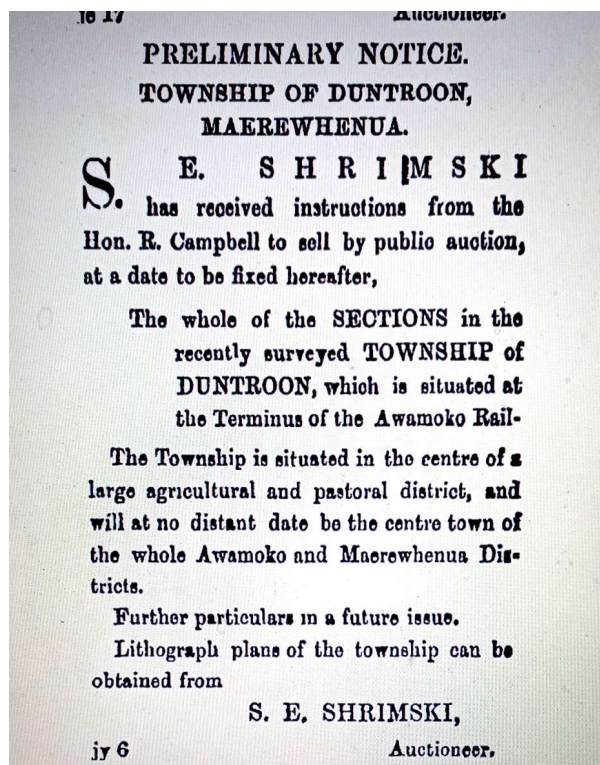 je 17 Auctioneer.
PRELIMINARY NOTICE.
TOWNSHIP OF DUNTROON,
MAEREWHENUA.
S. E. SHRIMSKI
has received instructions from the
Hon. R. Campbell to sell by public auction,
at a date to be fixed hereafter,
The whole of the SECTIONS in the
recently surveyed TOWNSHIP of
DUNTROON, which is situated at
the Terminus of the Awamoko Rail-
The Township is situated in the centre of a
large agricultural and pastoral district, and
will at no distant date be the centre town of
the whole Awamoko and Maerewhenua Dis-
tricts.
Further particulars in a future issue.
Lithograph plans of the township can be
obtained from
S. E. SHRIMSKI,
jy 6 Auctioneer.